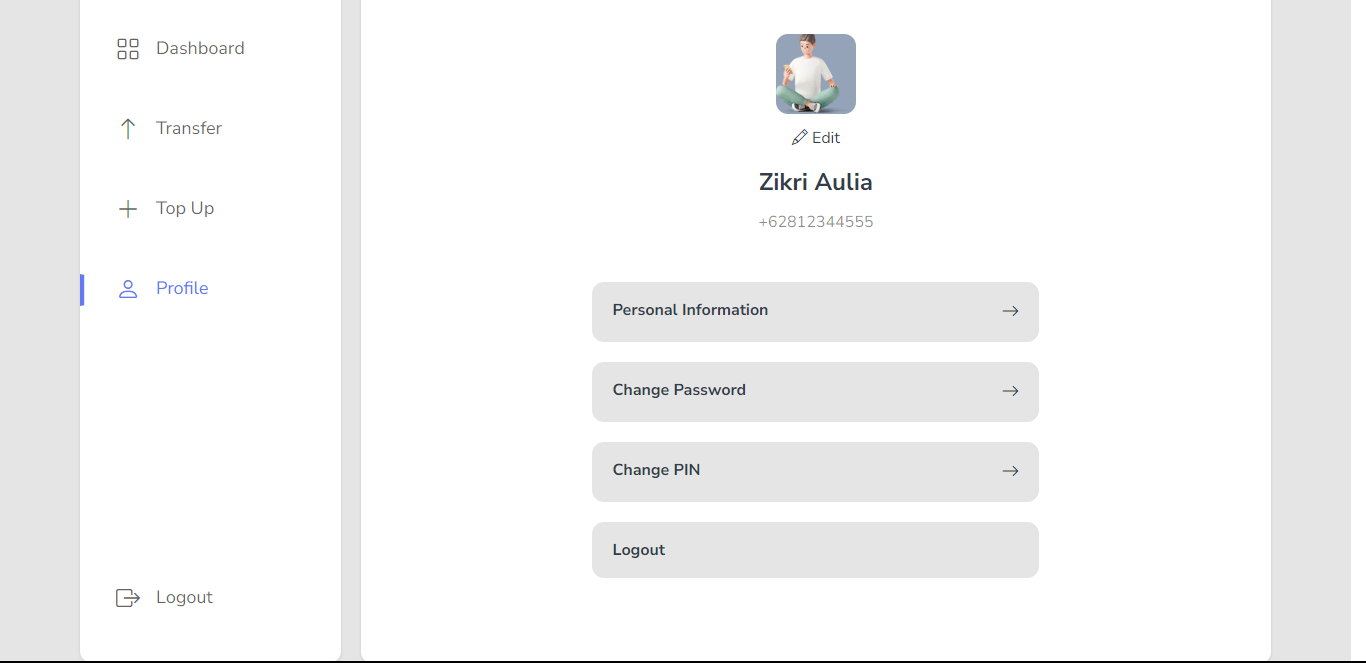 Dashboard
Transfer
Top Up
Profile
Logout
Edit
Zikri Aulia
+62812344555
Personal Information
Change Password
Change PIN
Logout